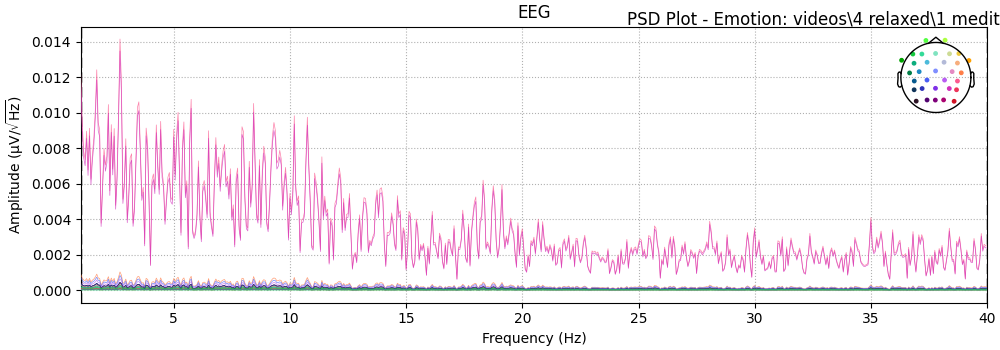 EEG
PSD Plot - Emotion: videos\4 relaxed\1 medit
Amplitude (µV/√Hz)
0.014
0.012
0.010
0.008
0.006
0.004
0.002
0.000
5 10 15 20 25 30 35 40
Frequency (Hz)